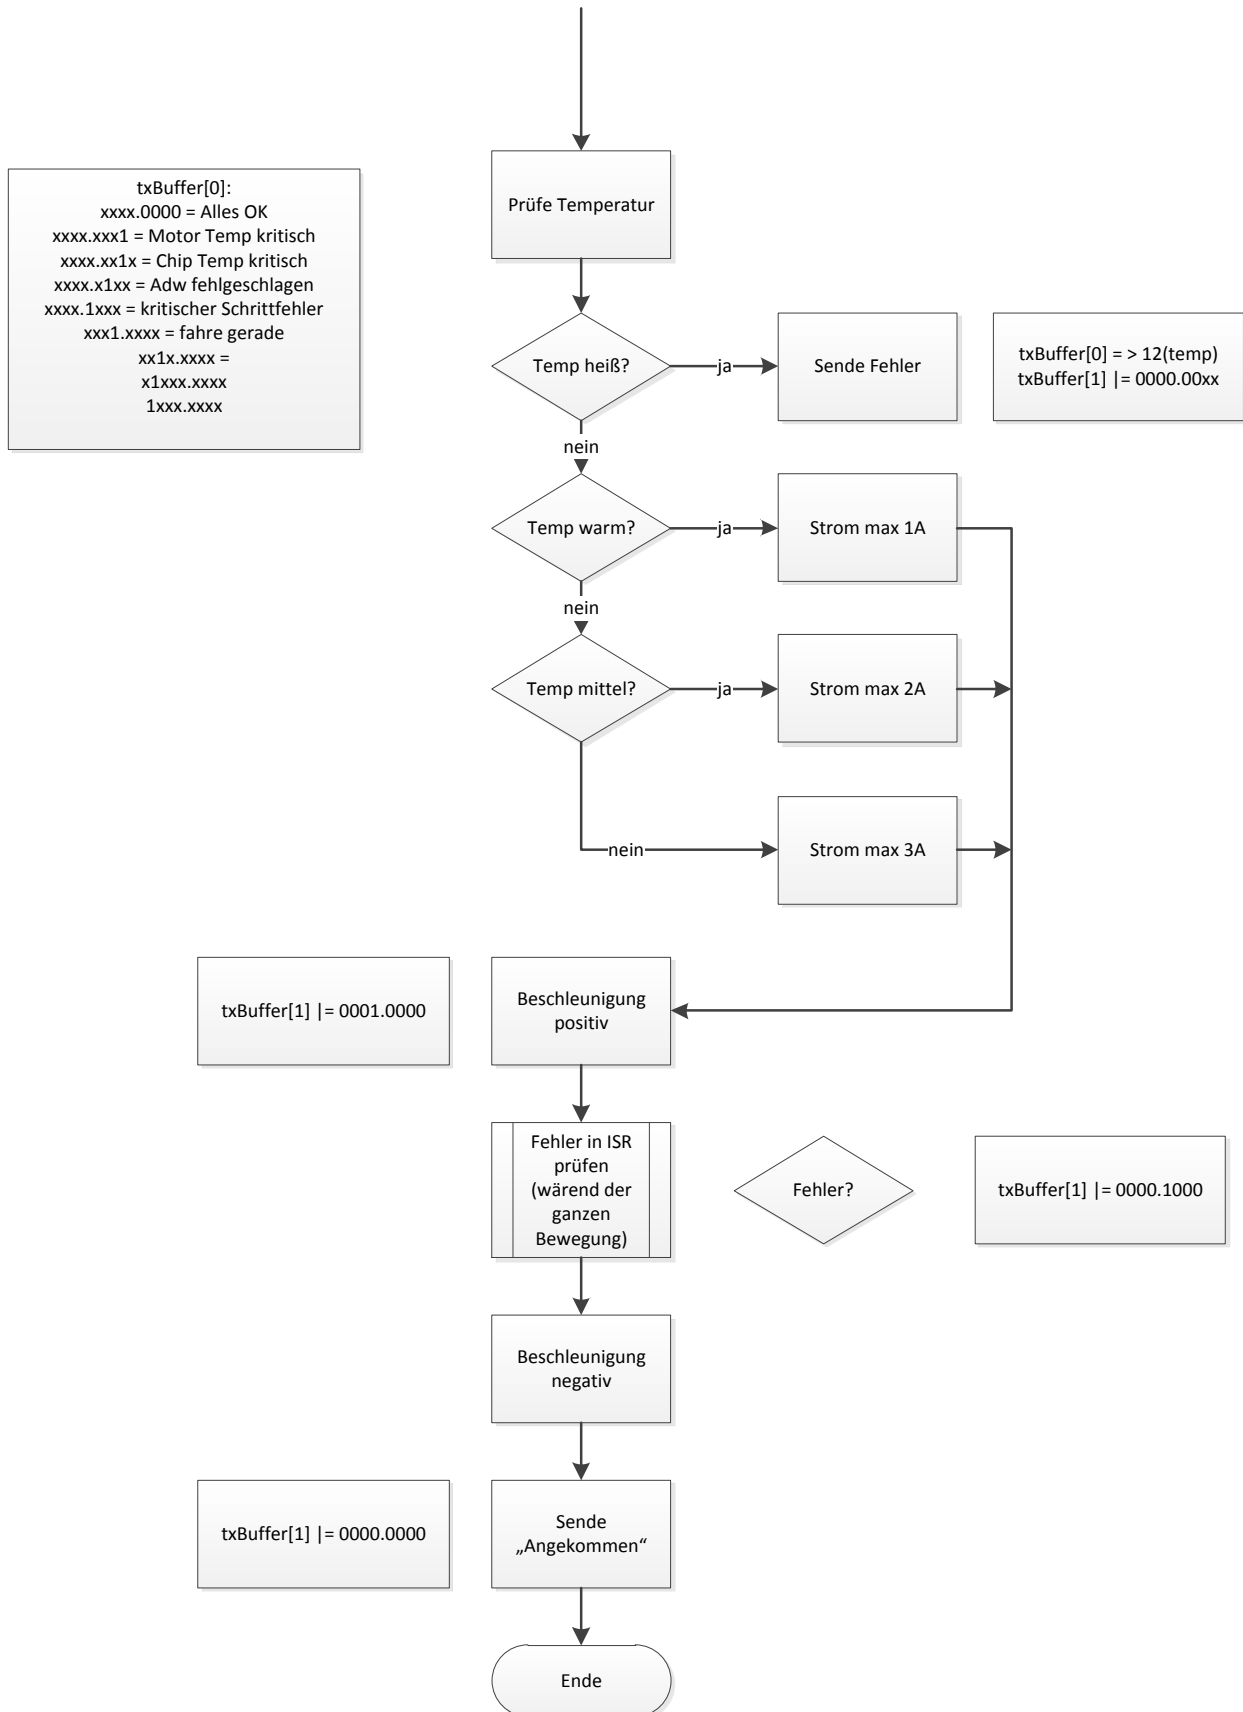 Prüfe Temperatur
txBuffer[0]:
xxxx.0000 = Alles OK
xxxx.xxx1 = Motor Temp kritisch
xxxx.xx1x = Chip Temp kritisch
xxxx.x1xx = Adw fehlgeschlagen
xxxx.1xxx = kritischer Schrittfehler
xxx1.xxxx = fahre gerade
xx1x.xxxx =
x1xxx.xxxx
1xxx.xxxx
Temp heiß?
ja
Sende Fehler
txBuffer[0] = > 12(temp)
txBuffer[1] |= 0000.00xx
nein
Temp warm?
ja
Strom max 1A
nein
Temp mittel?
ja
Strom max 2A
nein
Strom max 3A
txBuffer[1] |= 0001.0000
Beschleunigung
positiv
Fehler in ISR
prüfen
(wärend der
ganzen
Bewegung)
Fehler?
txBuffer[1] |= 0000.1000
Beschleunigung
negativ
txBuffer[1] |= 0000.0000
Sende
„Angekommen“
Ende